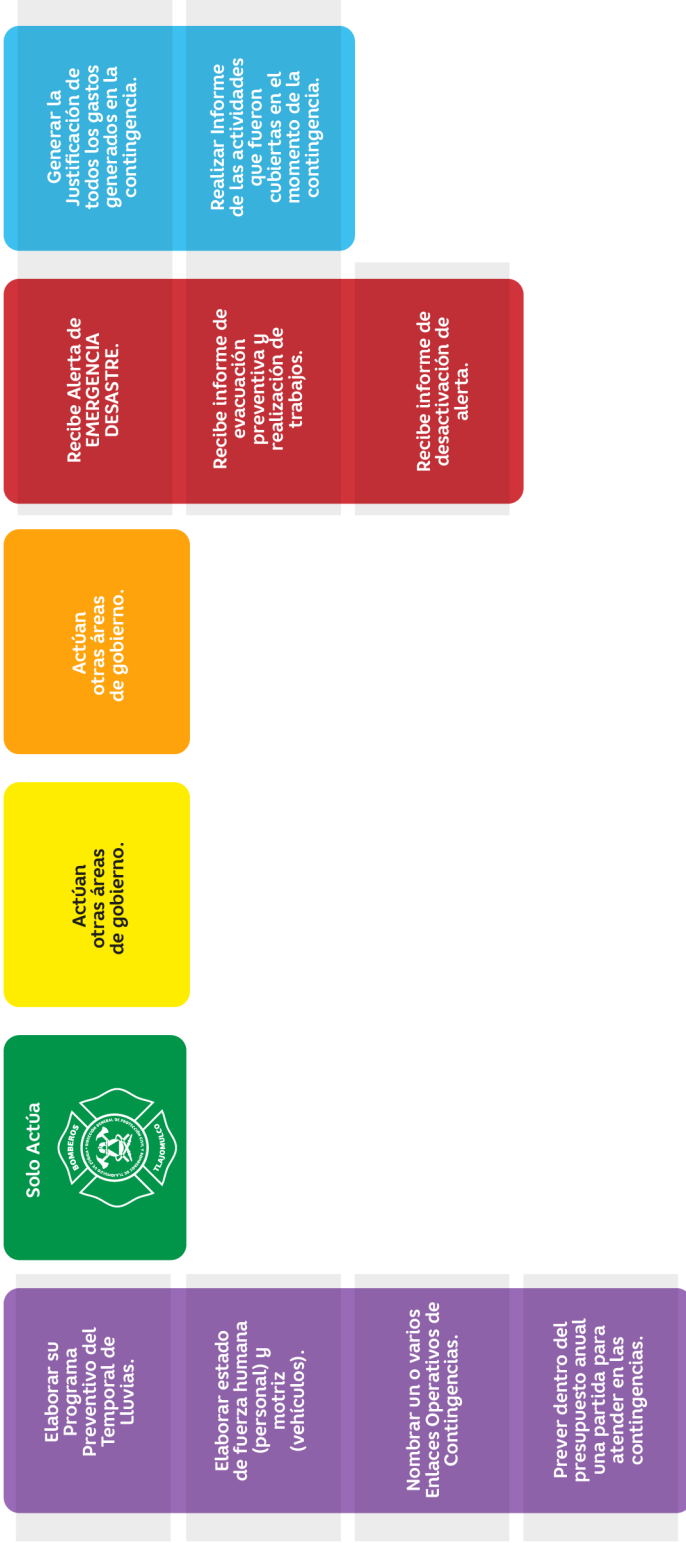 Elaborar su
Programa
Preventivo del
Temporal de
Lluvias.
Elaborar estado
de fuerza humana
(personal) y
motriz
(vehículos).
Nombrar un o varios
Enlaces Operativos de
Contingencias.
Prever dentro del
presupuesto anual
una partida para
atender en las
contingencias.
Solo Actúa
BOMBEROS
TLAJOMULCO
Actúan
otras áreas
de gobierno.
Actúan
otras áreas
de gobierno.
Recibe Alerta de
EMERGENCIA
DESASTRE.
Recibe informe de
evacuación
preventiva y
realización de
trabajos.
Recibe informe de
desactivación de
alerta.
Generar la
Justificación de
todos los gastos
generados en la
contingencia.
Realizar Informe
de las actividades
que fueron
cubiertas en el
momento de la
contingencia.